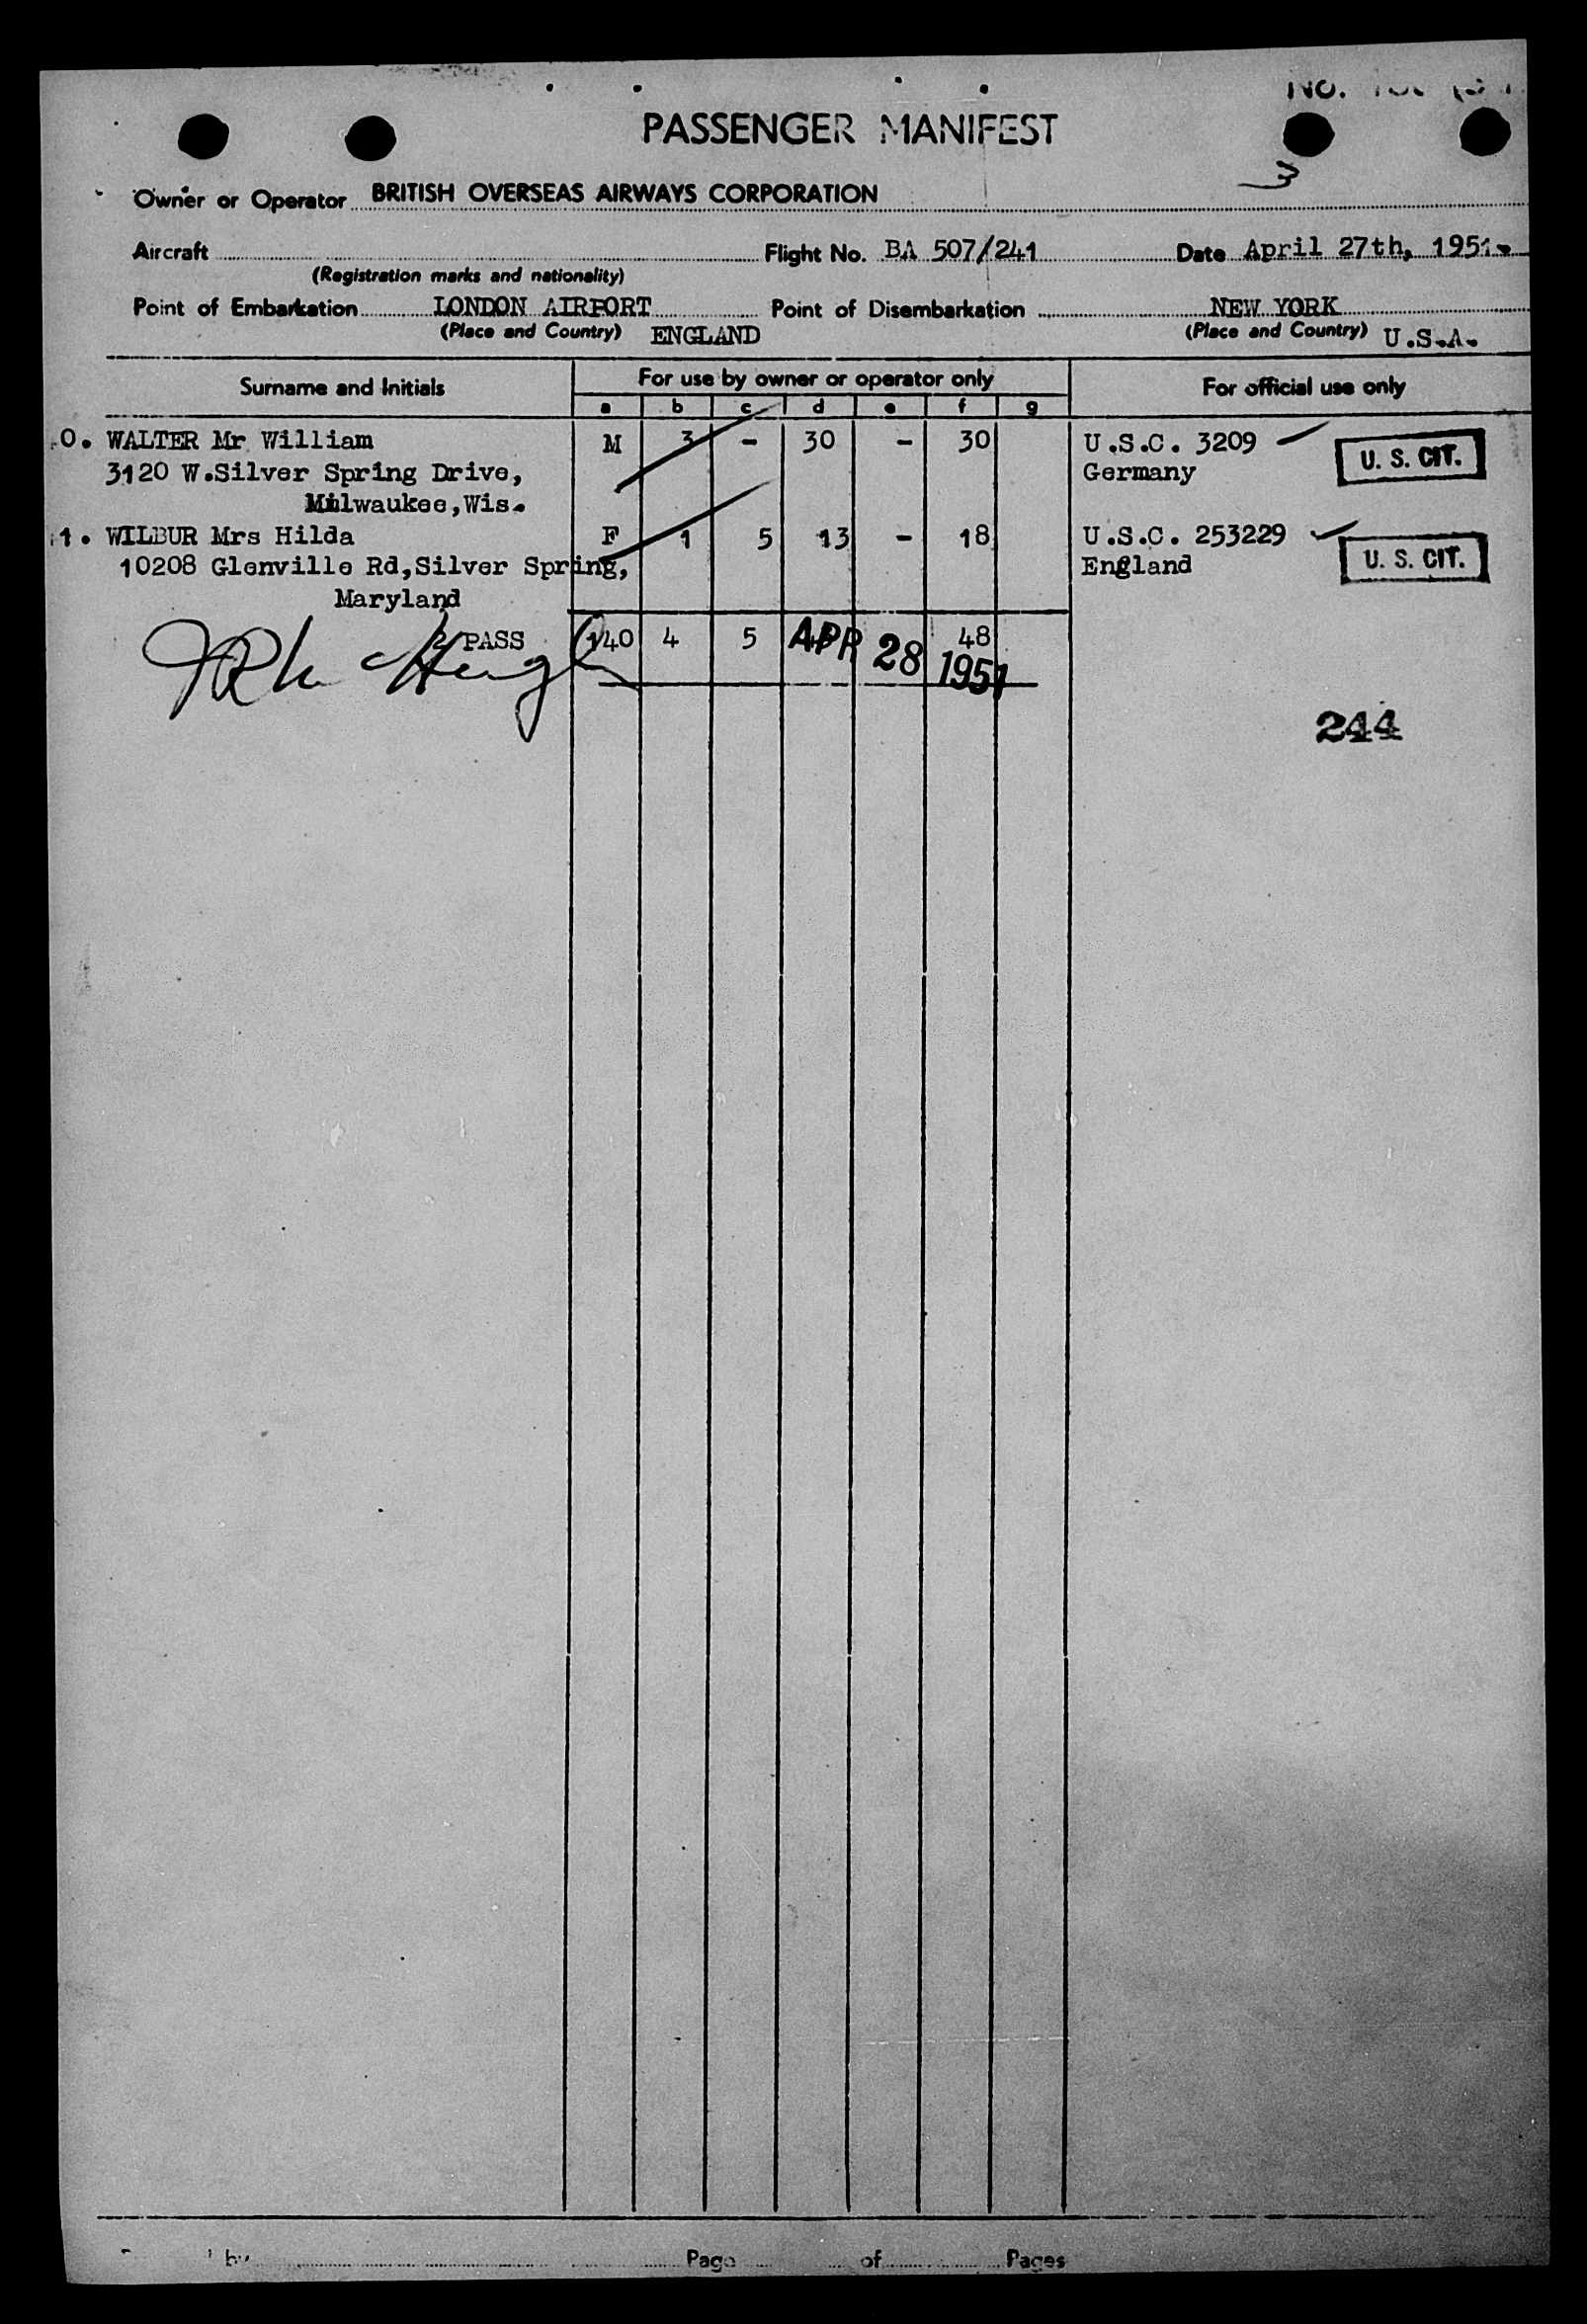 NO.
PASSENGER MANIFEST
3
Owner or Operator BRITISH OVERSEAS AIRWAYS CORPORATION
Aircraft Flight No. BA 507/241 Date April 27th, 1951.
(Registration marks and nationality)
Point of Embarkation LONDON AIRPORT Point of Disembarkation NEW YORK
(Place and Country) ENGLAND (Place and Country) U.S.A.
Surname and Initials For use by owner or operator only For official use only
a b c d e f g
0. WALTER Mr William M 3 - 30 - 30 U.S.C. 3209 U. S. CIT.
3120 W.Silver Spring Drive, Germany
Milwaukee,Wis.
1. WILBUR Mrs Hilda F 1 5 13 - 18 U.S.C. 253229 U. S. CIT.
10208 Glenville Rd,Silver Spring, England
Maryland
PASS 140 4 5 48
APR 28 1951
244
by Page of Pages